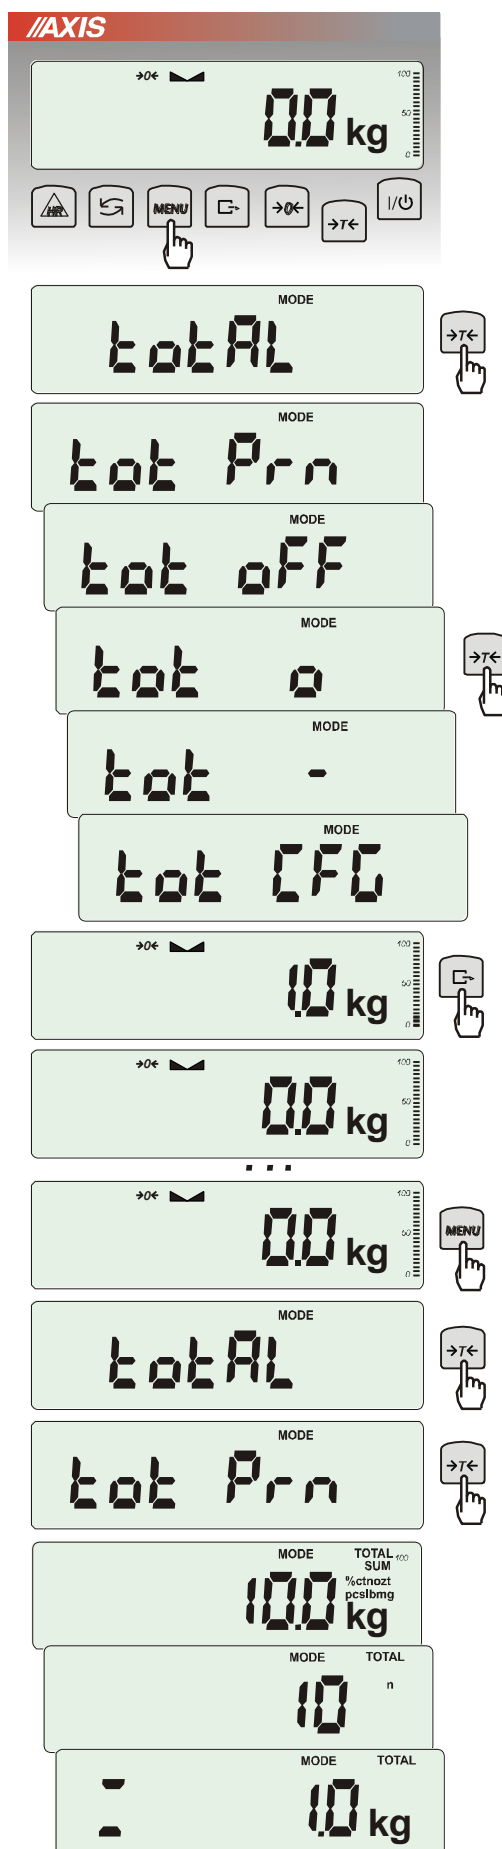 AXIS
→0←
100
0.0 kg
50
0
HR
MENU
→0←
→T←
I/⏻
MODE
totAL
→T←
MODE
tot Prn
MODE
tot oFF
MODE
tot o
→T←
MODE
tot -
MODE
tot CFG
→0←
100
1.0 kg
50
0
→0←
100
0.0 kg
50
0
...
→0←
100
0.0 kg
50
0
MENU
MODE
totAL
→T←
MODE
tot Prn
→T←
MODE TOTAL 100
SUM
%ctnozt
pcslbmg
10.0 kg
MODE TOTAL
10 n
MODE TOTAL
1.0 kg